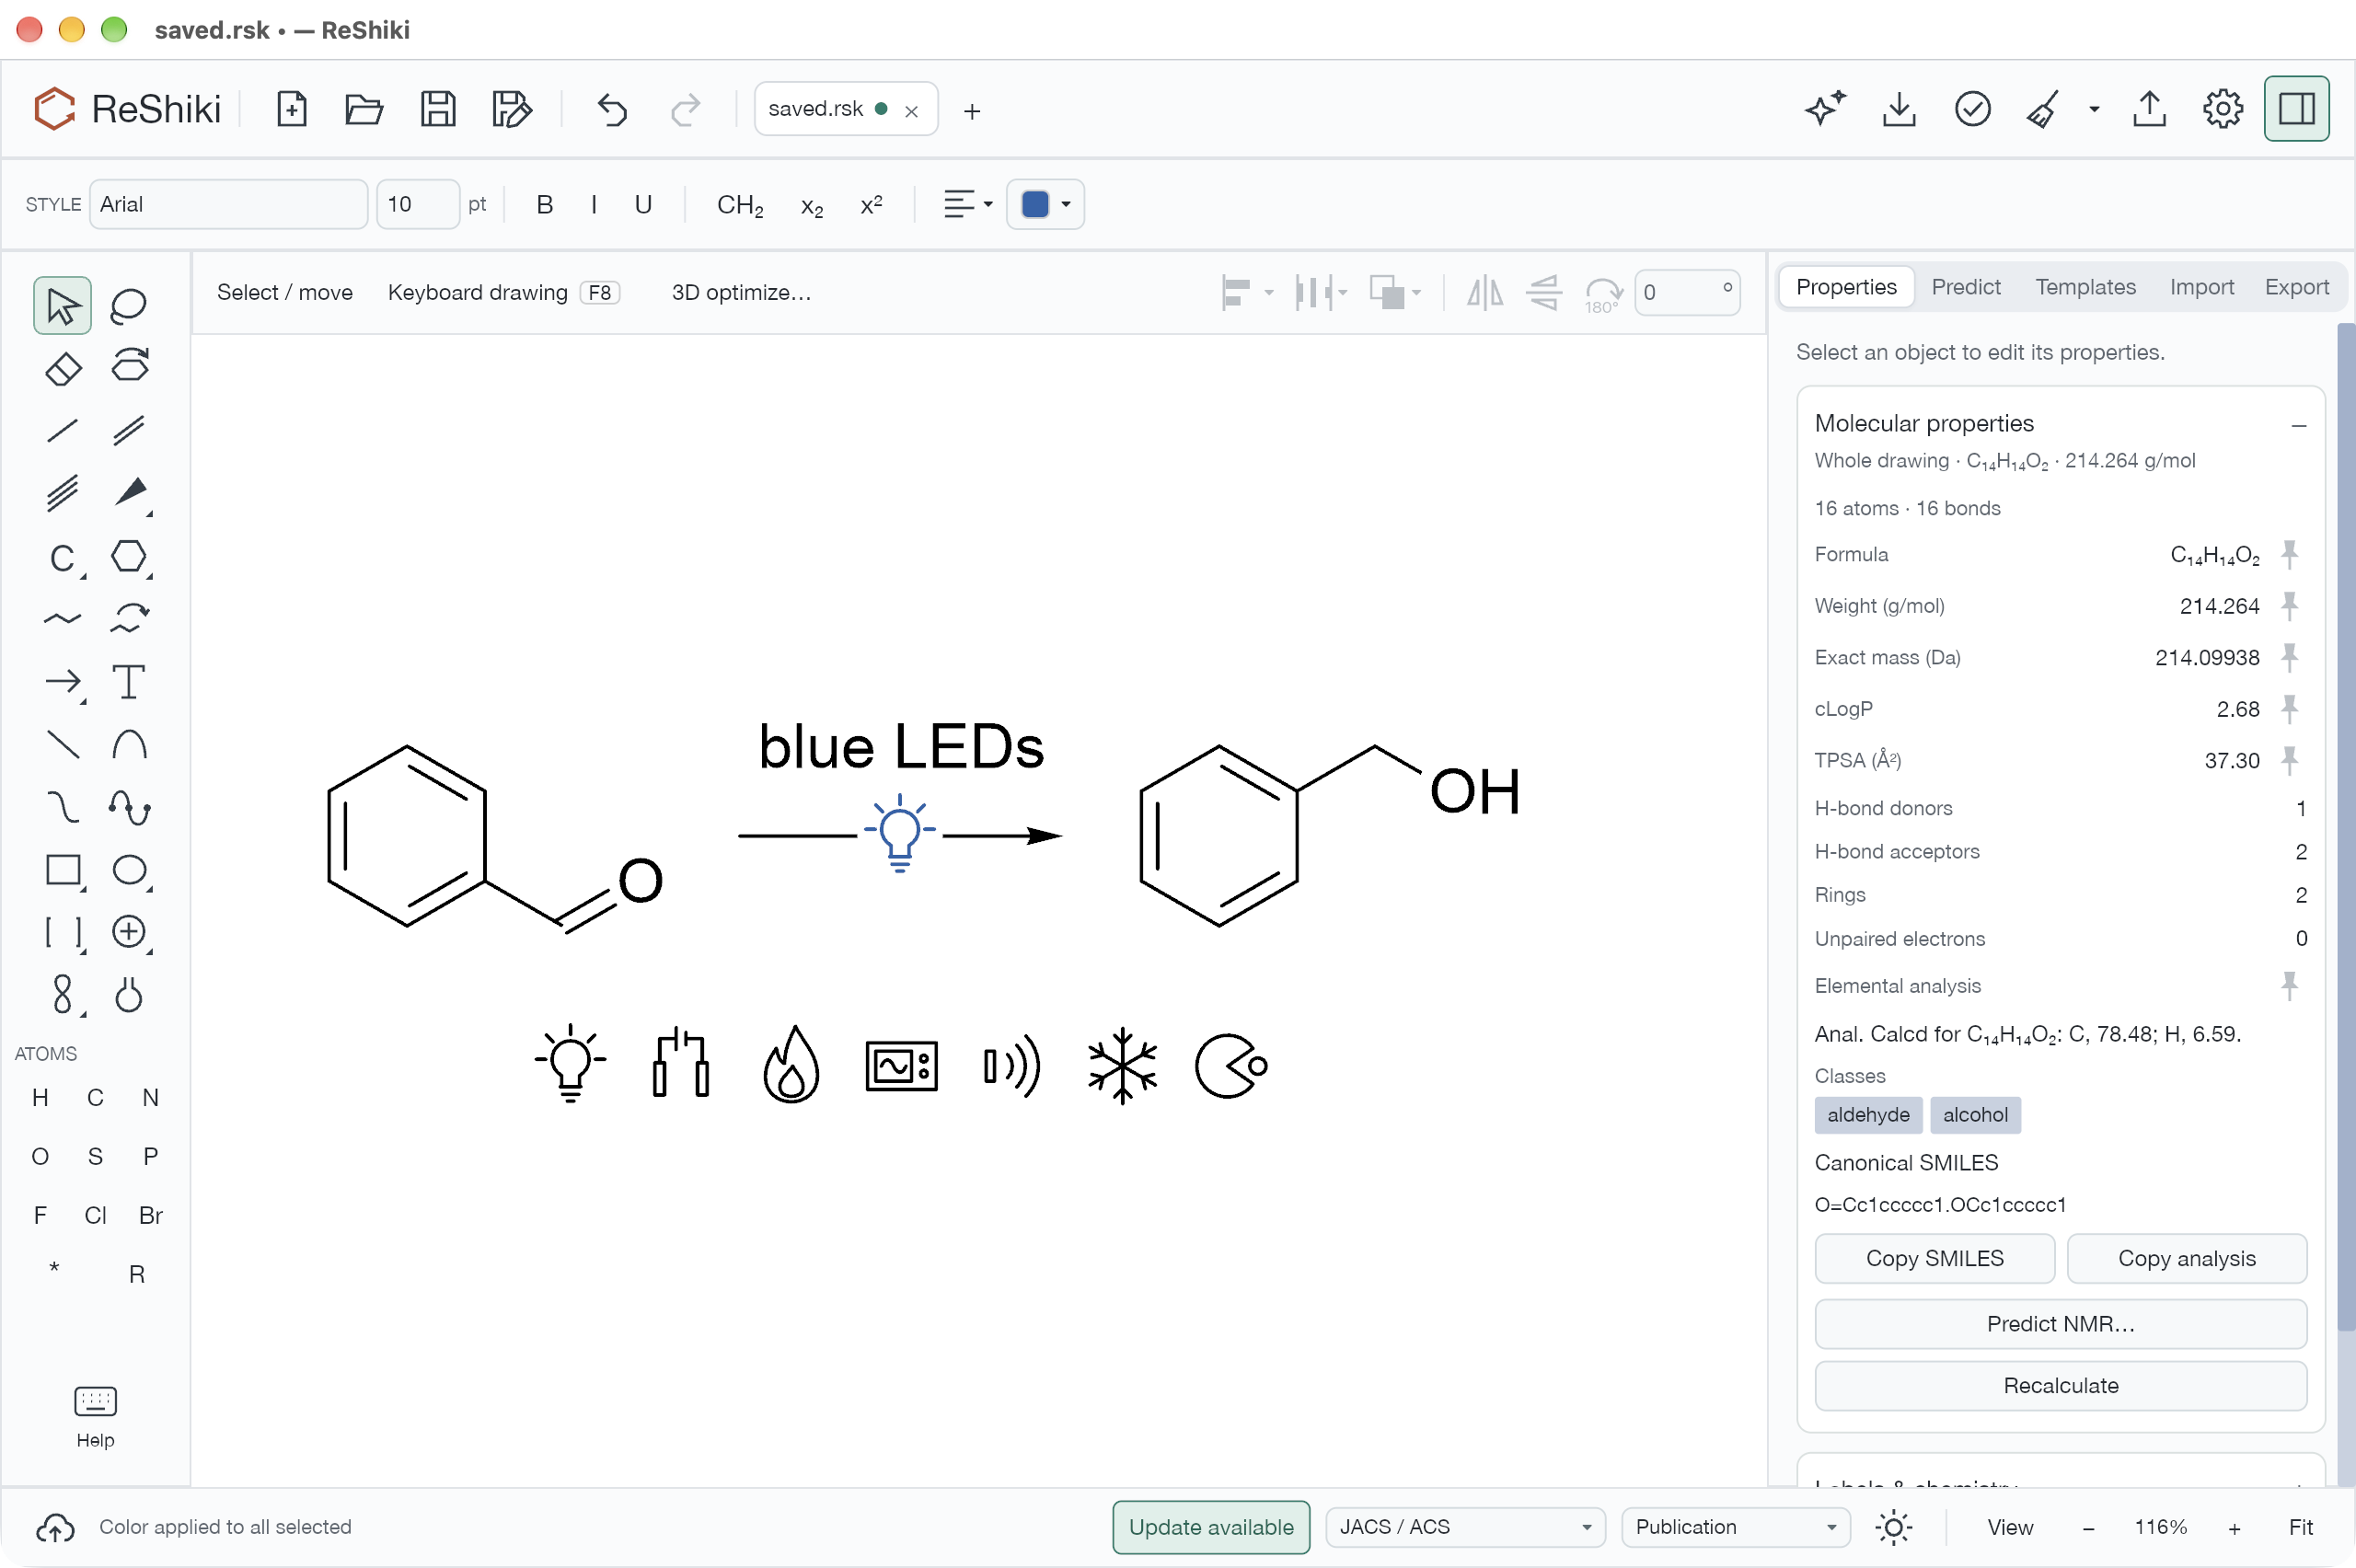 saved.rsk • — ReShiki
ReShiki
saved.rsk
STYLE Arial 10 pt B I U CH₂ x₂ x²
Select / move Keyboard drawing F8 3D optimize... 180° 0 °
Properties Predict Templates Import Export
Select an object to edit its properties.
Molecular properties
Whole drawing · C₁₄H₁₄O₂ · 214.264 g/mol
16 atoms · 16 bonds
Formula C₁₄H₁₄O₂
Weight (g/mol) 214.264
Exact mass (Da) 214.09938
cLogP 2.68
TPSA (Å²) 37.30
H-bond donors 1
H-bond acceptors 2
Rings 2
Unpaired electrons 0
Elemental analysis
Anal. Calcd for C₁₄H₁₄O₂: C, 78.48; H, 6.59.
Classes
aldehyde alcohol
Canonical SMILES
O=Cc1ccccc1.OCc1ccccc1
Copy SMILES Copy analysis
Predict NMR...
Recalculate
Labels & chemistry
C
T
ATOMS
H C N
O S P
F Cl Br
* R
Help
blue LEDs
O
OH
Color applied to all selected
Update available JACS / ACS Publication View − 116% + Fit